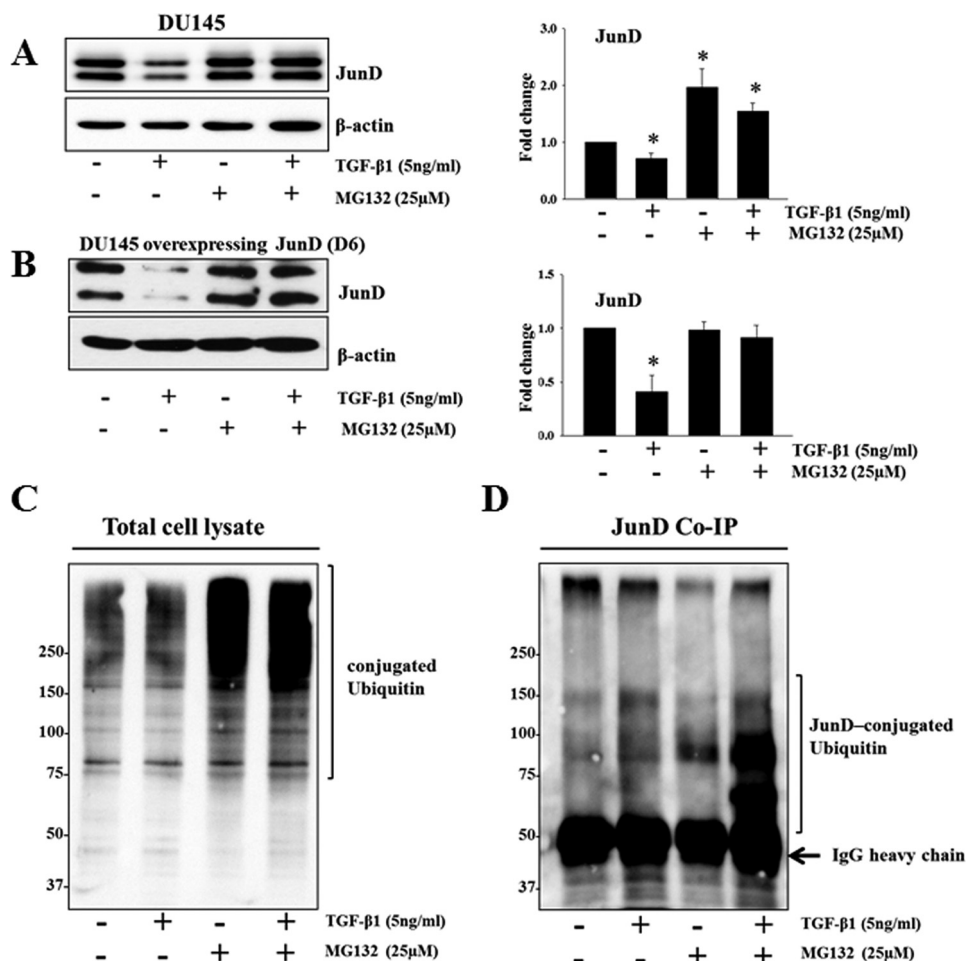 A
DU145
JunD
β-actin
- + - + TGF-β1 (5ng/ml)
- - + + MG132 (25µM)
JunD
Fold change
3.0
2.0
1.0
0.0
* * *
- + - + TGF-β1 (5ng/ml)
- - + + MG132 (25µM)
B
DU145 overexpressing JunD (D6)
JunD
β-actin
- + - + TGF-β1 (5ng/ml)
- - + + MG132 (25µM)
JunD
Fold change
1.5
1.0
0.5
0.0
*
- + - + TGF-β1 (5ng/ml)
- - + + MG132 (25µM)
C
Total cell lysate
250
150
100
75
50
37
conjugated
Ubiquitin
- + - + TGF-β1 (5ng/ml)
- - + + MG132 (25µM)
D
JunD Co-IP
250
150
100
75
50
37
JunD–conjugated
Ubiquitin
IgG heavy chain
- + - + TGF-β1 (5ng/ml)
- - + + MG132 (25µM)